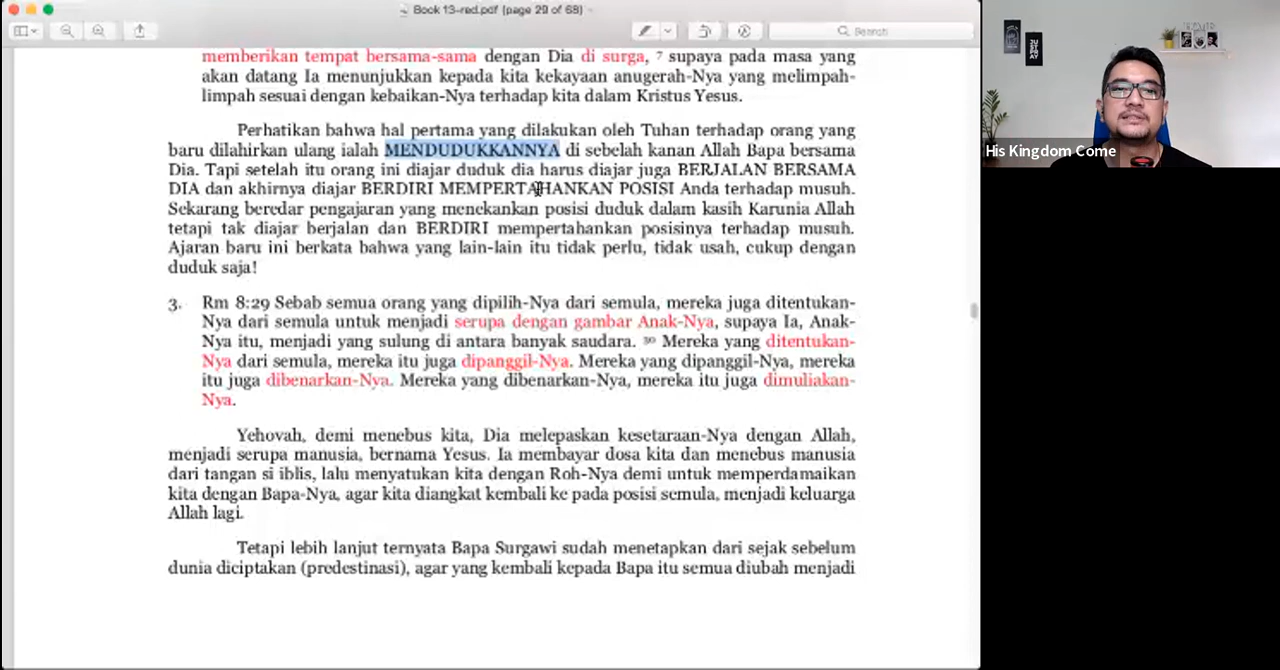 Book 13-red.pdf (page 29 of 68)
Search
memberikan tempat bersama-sama dengan Dia di surga, 7 supaya pada masa yang
akan datang Ia menunjukkan kepada kita kekayaan anugerah-Nya yang melimpah-
limpah sesuai dengan kebaikan-Nya terhadap kita dalam Kristus Yesus.
Perhatikan bahwa hal pertama yang dilakukan oleh Tuhan terhadap orang yang
baru dilahirkan ulang ialah MENDUDUKKANNYA di sebelah kanan Allah Bapa bersama
Dia. Tapi setelah itu orang ini diajar duduk dia harus diajar juga BERJALAN BERSAMA
DIA dan akhirnya diajar BERDIRI MEMPERTAHANKAN POSISI Anda terhadap musuh.
Sekarang beredar pengajaran yang menekankan posisi duduk dalam kasih Karunia Allah
tetapi tak diajar berjalan dan BERDIRI mempertahankan posisinya terhadap musuh.
Ajaran baru ini berkata bahwa yang lain-lain itu tidak perlu, tidak usah, cukup dengan
duduk saja!
3. Rm 8:29 Sebab semua orang yang dipilih-Nya dari semula, mereka juga ditentukan-
Nya dari semula untuk menjadi serupa dengan gambar Anak-Nya, supaya Ia, Anak-
Nya itu, menjadi yang sulung di antara banyak saudara. 30 Mereka yang ditentukan-
Nya dari semula, mereka itu juga dipanggil-Nya. Mereka yang dipanggil-Nya, mereka
itu juga dibenarkan-Nya. Mereka yang dibenarkan-Nya, mereka itu juga dimuliakan-
Nya.
Yehovah, demi menebus kita, Dia melepaskan kesetaraan-Nya dengan Allah,
menjadi serupa manusia, bernama Yesus. Ia membayar dosa kita dan menebus manusia
dari tangan si iblis, lalu menyatukan kita dengan Roh-Nya demi untuk memperdamaikan
kita dengan Bapa-Nya, agar kita diangkat kembali ke pada posisi semula, menjadi keluarga
Allah lagi.
Tetapi lebih lanjut ternyata Bapa Surgawi sudah menetapkan dari sejak sebelum
dunia diciptakan (predestinasi), agar yang kembali kepada Bapa itu semua diubah menjadi
JUST
PRAY
His Kingdom Come